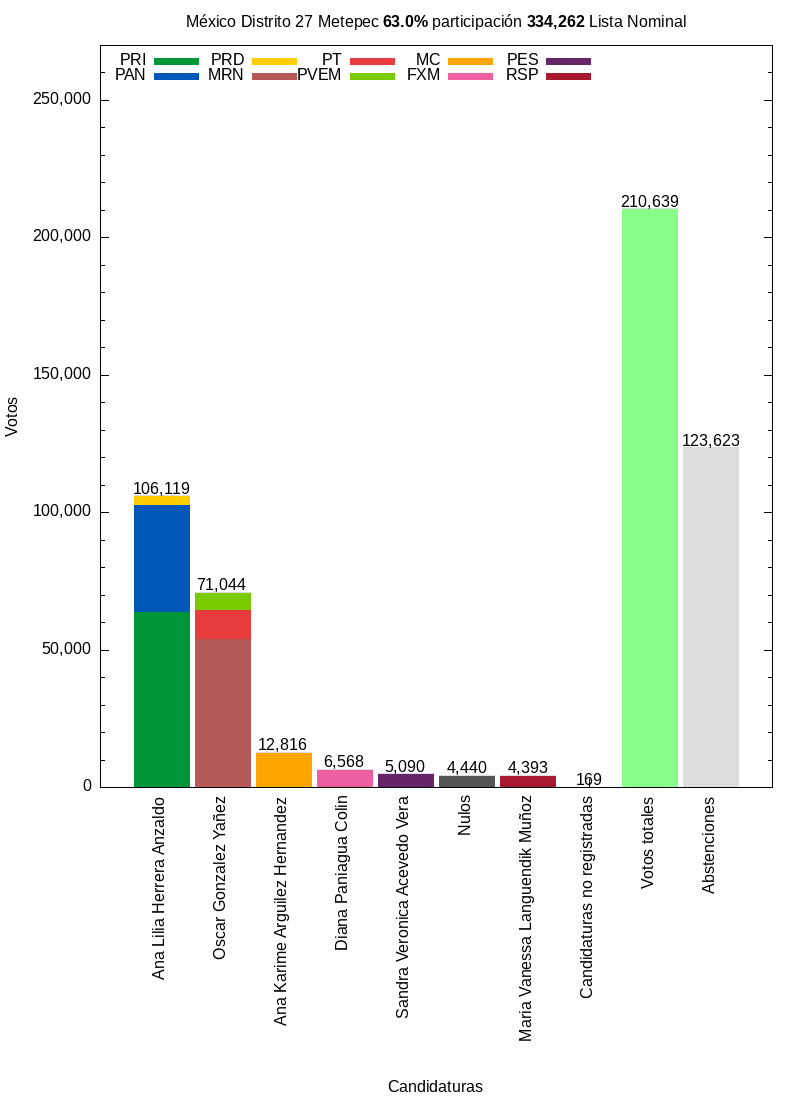 México Distrito 27 Metepec 63.0% participación 334,262 Lista Nominal
PRI PRD PT MC PES
PAN MRN PVEM FXM RSP
250,000
200,000
150,000
100,000
50,000
0
Votos
106,119
71,044
12,816
6,568
5,090
4,440
4,393
169
210,639
123,623
Ana Lilia Herrera Anzaldo
Oscar Gonzalez Yañez
Ana Karime Arguilez Hernandez
Diana Paniagua Colin
Sandra Veronica Acevedo Vera
Nulos
Maria Vanessa Languendik Muñoz
Candidaturas no registradas
Votos totales
Abstenciones
Candidaturas